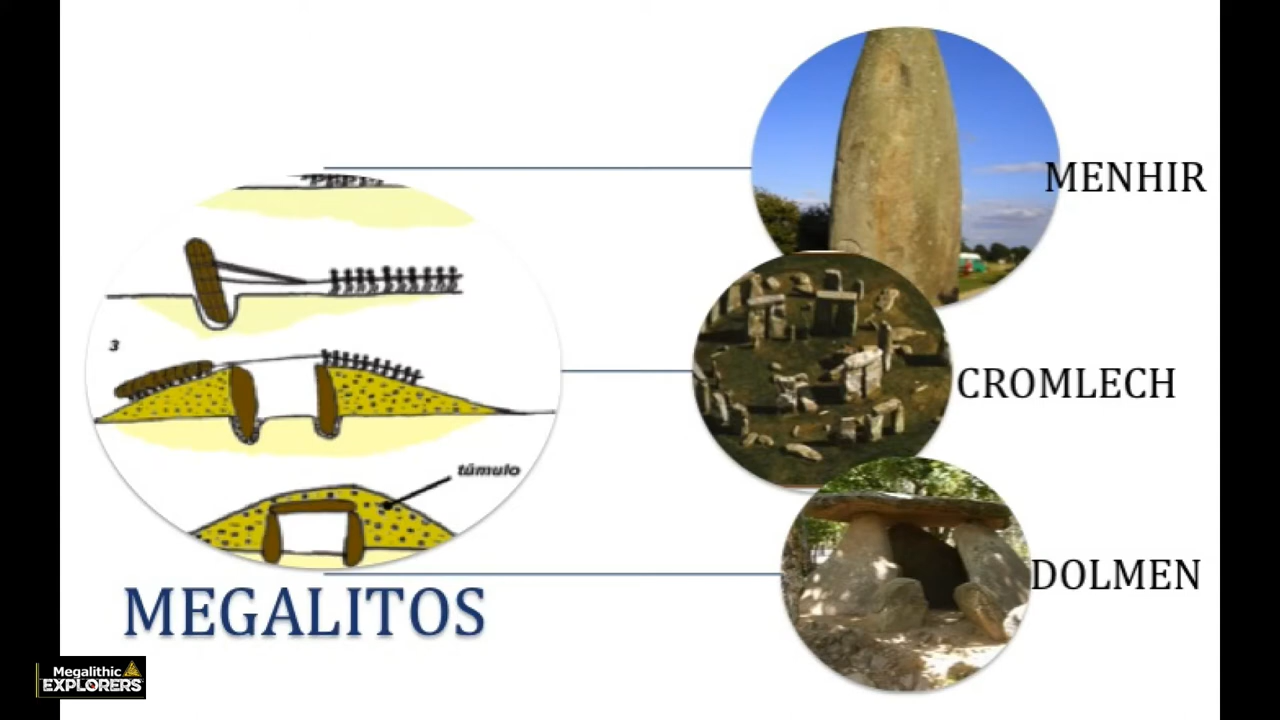 MENHIR
3
CROMLECH
túmulo
DOLMEN
MEGALITOS
Megalithic
EXPLORERS